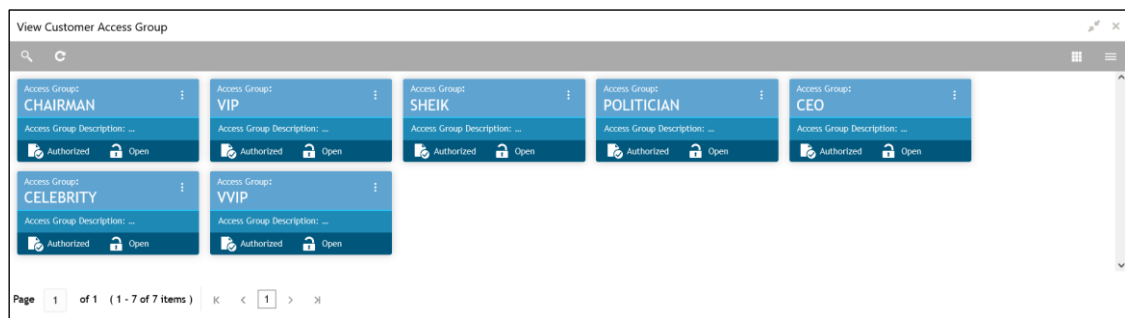 View Customer Access Group
Access Group: Access Group: Access Group: Access Group: Access Group:
CHAIRMAN VIP SHEIK POLITICIAN CEO
Access Group Description: ... Access Group Description: ... Access Group Description: ... Access Group Description: ... Access Group Description: ...
Authorized Open Authorized Open Authorized Open Authorized Open Authorized Open
Access Group: Access Group:
CELEBRITY VVIP
Access Group Description: ... Access Group Description: ...
Authorized Open Authorized Open
Page 1 of 1 ( 1 - 7 of 7 items ) 1